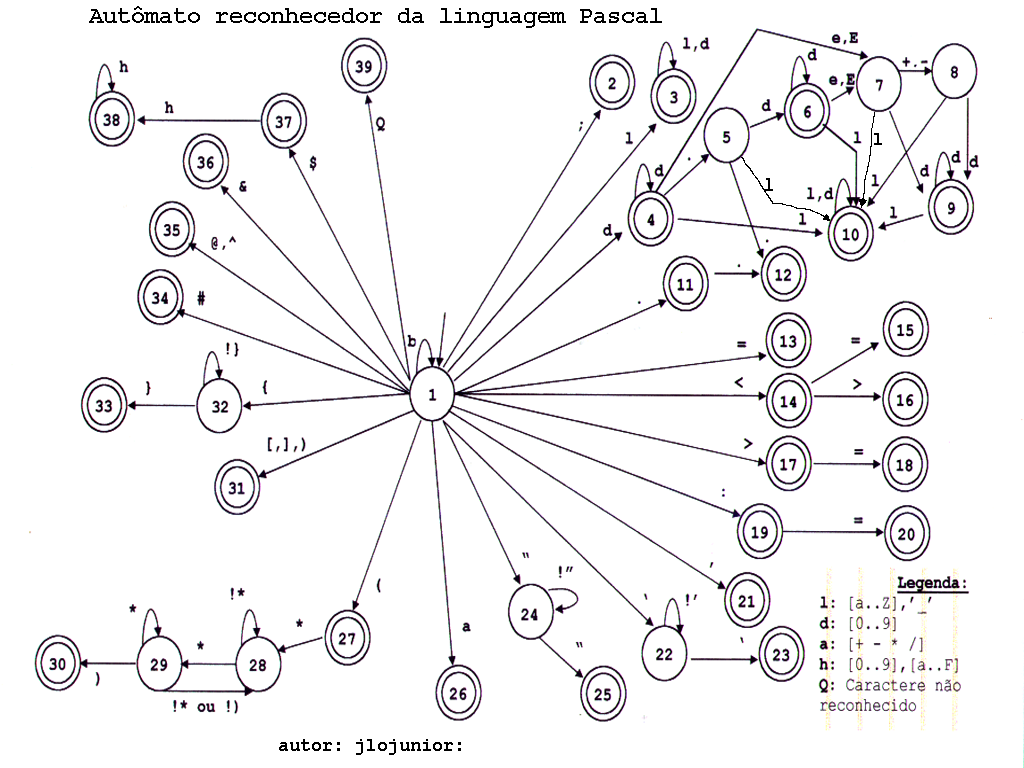 Autômato reconhecedor da linguagem Pascal
39
h
38
h
37
36
$
Q
&
35
@,^
34
#
2
;
3
l,d
l
e,E
7
+.-
8
d
6
e,E
d
5
.
l
l
l
d
d
d
d
4
l
l,d
l
10
l
9
d
.
12
.
11
.
b
1
=
13
=
15
<
14
>
16
>
17
=
18
:
19
=
20
!}
}
{
33
32
[,],)
31
(
"
!"
24
"
25
'
!'
22
'
23
'
21
a
26
*
!*
*
*
27
30
)
29
28
!* ou !)
Legenda:
l: [a..Z],'_'
d: [0..9]
a: [+ - * /]
h: [0..9],[a..F]
Q: Caractere não
reconhecido
autor: jlojunior: